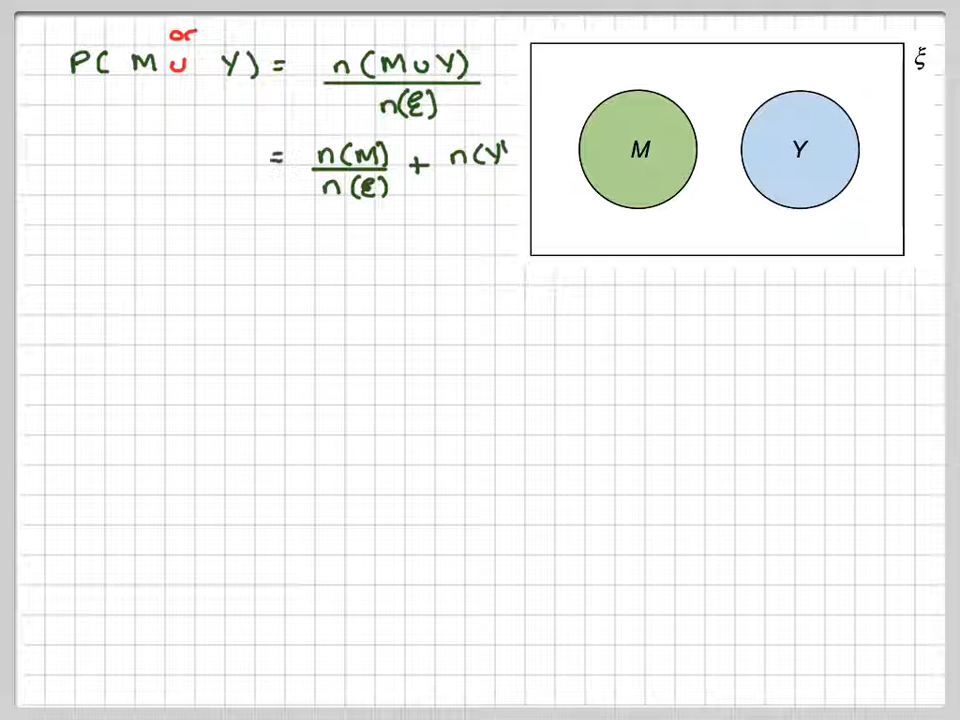 or
P( M ∪ Y) = n(M∪Y)
n(ξ)
= n(M) + n(Y)
n(ξ)
M Y ξ